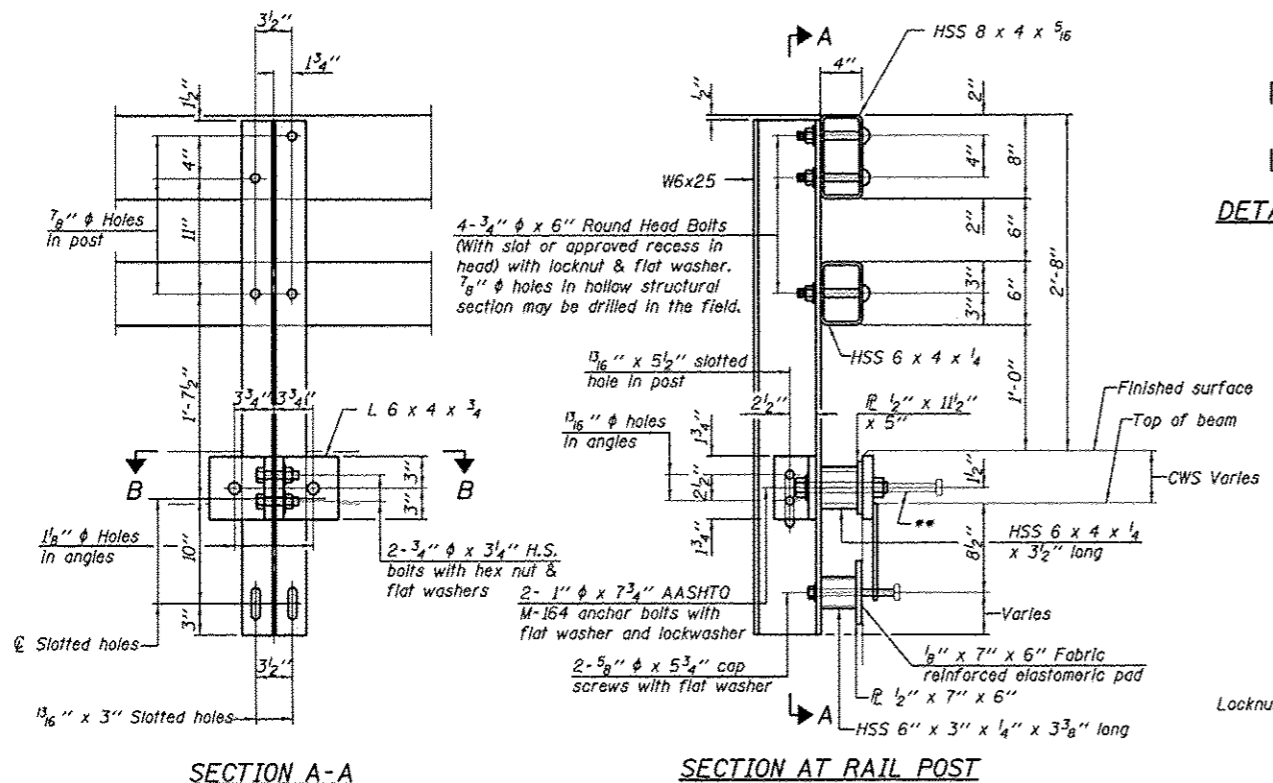 3½"
1¾"
1½"
4"
11"
⅞" ϕ Holes
in post
1'-7½"
3¾" 3¾"
L 6 x 4 x ¾
B
B
3"
3"
1⅛" ϕ Holes
in angles
10"
3"
2-¾" ϕ x 3¼" H.S.
bolts with hex nut &
flat washers
℄ Slotted holes
3½"
13/16" x 3" Slotted holes
SECTION A-A
A
HSS 8 x 4 x 5/16
4"
½"
2"
W6x25
4"
8"
4-¾" ϕ x 6" Round Head Bolts
(With slot or approved recess in
head) with locknut & flat washer.
⅞" ϕ holes in hollow structural
section may be drilled in the field.
2"
6"
3"
3"
6"
2'-8"
HSS 6 x 4 x ¼
13/16" x 5½" slotted
hole in post
1'-0"
2½"
1¾"
℞ ½" x 11½"
x 5"
Finished surface
Top of beam
13/16" ϕ holes
in angles
2½"
1½"
CWS Varies
**
1¾"
8½"
HSS 6 x 4 x ¼
x 3½" long
2- 1" ϕ x 7¾" AASHTO
M-164 anchor bolts with
flat washer and lockwasher
Varies
2-⅝" ϕ x 5¾" cap
screws with flat washer
⅛" x 7" x 6" Fabric
reinforced elastomeric pad
℞ ½" x 7" x 6"
A
HSS 6" x 3" x ¼" x 3⅜" long
SECTION AT RAIL POST
DETA
Locknu